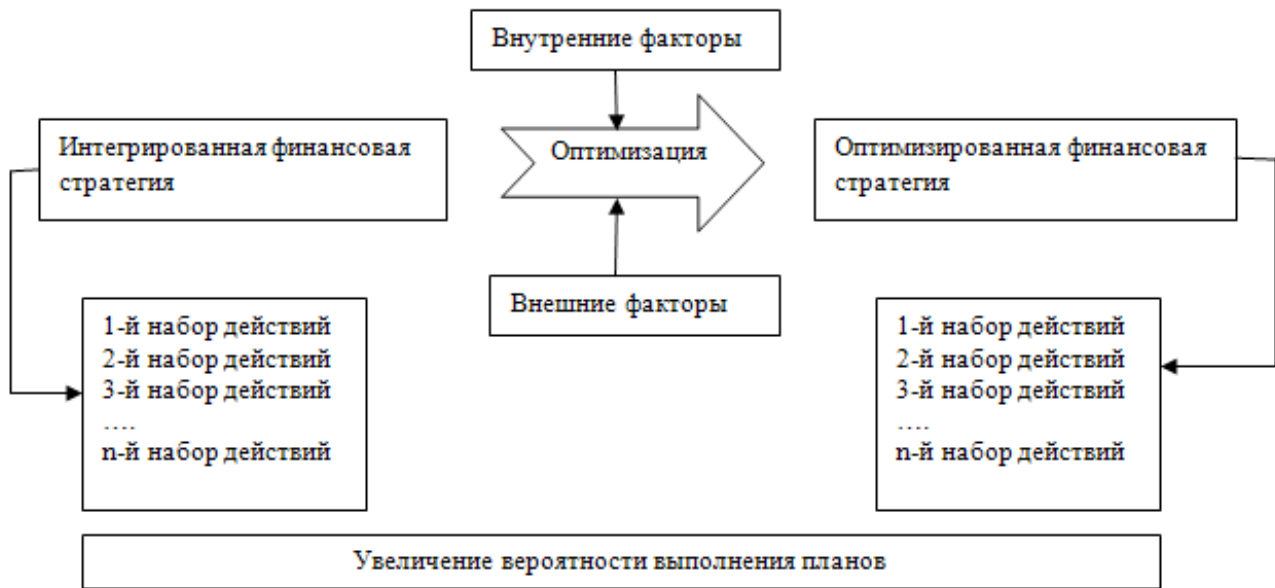 Внутренние факторы
Интегрированная финансовая
стратегия
Оптимизация
Оптимизированная финансовая
стратегия
Внешние факторы
1-й набор действий
2-й набор действий
3-й набор действий
….
n-й набор действий
1-й набор действий
2-й набор действий
3-й набор действий
….
n-й набор действий
Увеличение вероятности выполнения планов